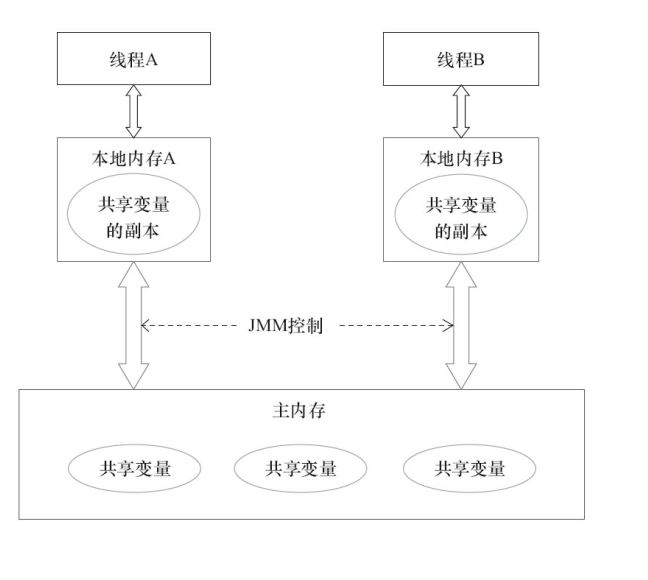 线程A
线程B
本地内存A
本地内存B
共享变量
的副本
共享变量
的副本
JMM控制
主内存
共享变量
共享变量
共享变量